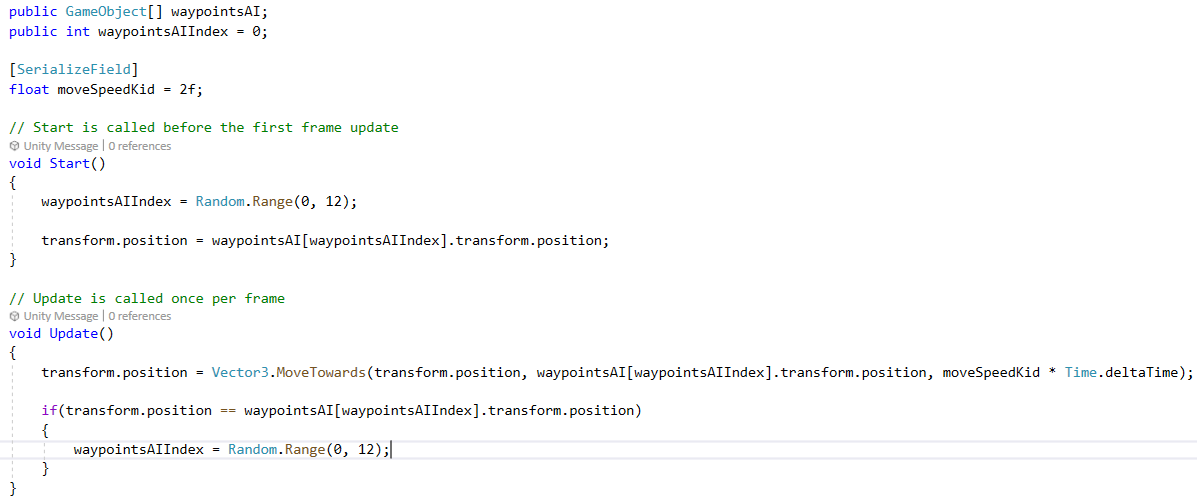 public GameObject[] waypointsAI;
public int waypointsAIIndex = 0;
[SerializeField]
float moveSpeedKid = 2f;
// Start is called before the first frame update
Unity Message | 0 references
void Start()
{
waypointsAIIndex = Random.Range(0, 12);
transform.position = waypointsAI[waypointsAIIndex].transform.position;
}
// Update is called once per frame
Unity Message | 0 references
void Update()
{
transform.position = Vector3.MoveTowards(transform.position, waypointsAI[waypointsAIIndex].transform.position, moveSpeedKid * Time.deltaTime);
if(transform.position == waypointsAI[waypointsAIIndex].transform.position)
{
waypointsAIIndex = Random.Range(0, 12);
}
}